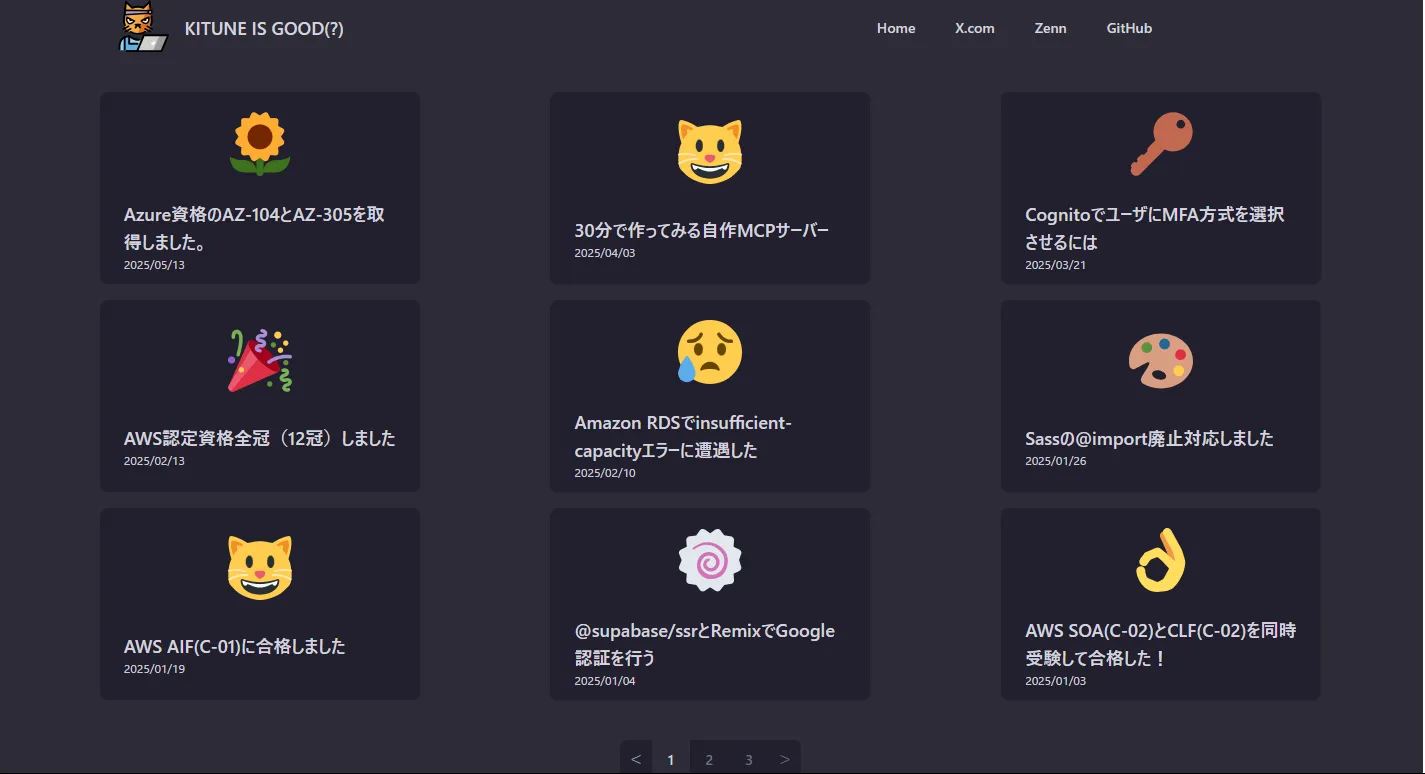 KITUNE IS GOOD(?)
Home
X.com
Zenn
GitHub
Azure資格のAZ-104とAZ-305を取
得しました。
2025/05/13
30分で作ってみる自作MCPサーバー
2025/04/03
CognitoでユーザにMFA方式を選択
させるには
2025/03/21
AWS認定資格全冠（12冠）しました
2025/02/13
Amazon RDSでinsufficient-
capacityエラーに遭遇した
2025/02/10
Sassの@import廃止対応しました
2025/01/26
AWS AIF(C-01)に合格しました
2025/01/19
@supabase/ssrとRemixでGoogle
認証を行う
2025/01/04
AWS SOA(C-02)とCLF(C-02)を同時
受験して合格した！
2025/01/03
< 1 2 3 >